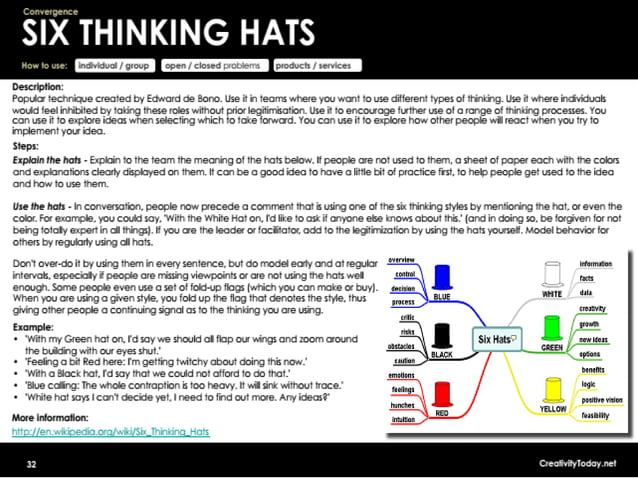 Convergence
SIX THINKING HATS
How to use: individual / group open / closed problems products / services
Description:
Popular technique created by Edward de Bono. Use it in teams where you want to use different types of thinking. Use it where individuals
would feel inhibited by taking these roles without prior legitimisation. Use it to encourage further use of a range of thinking processes. You
can use it to explore ideas when selecting which to take forward. You can use it to explore how other people will react when you try to
implement your idea.
Steps:
Explain the hats - Explain to the team the meaning of the hats below. If people are not used to them, a sheet of paper each with the colors
and explanations clearly displayed on them. It can be a good idea to have a little bit of practice first, to help people get used to the idea
and how to use them.
Use the hats - In conversation, people now precede a comment that is using one of the six thinking styles by mentioning the hat, or even the
color. For example, you could say, 'With the White Hat on, I'd like to ask if anyone else knows about this.' (and in doing so, be forgiven for not
being totally expert in all things). If you are the leader or facilitator, add to the legitimization by using the hats yourself. Model behavior for
others by regularly using all hats.
Don't over-do it by using them in every sentence, but do model early and at regular
intervals, especially if people are missing viewpoints or are not using the hats well
enough. Some people even use a set of fold-up flags (which you can make or buy).
When you are using a given style, you fold up the flag that denotes the style, thus
giving other people a continuing signal as to the thinking you are using.
Example:
• 'With my Green hat on, I'd say we should all flap our wings and zoom around
the building with our eyes shut.'
• 'Feeling a bit Red here: I'm getting twitchy about doing this now.'
• 'With a Black hat, I'd say that we could not afford to do that.'
• 'Blue calling: The whole contraption is too heavy. It will sink without trace.'
• 'White hat says I can't decide yet, I need to find out more. Any ideas?'
More information:
http://en.wikipedia.org/wiki/Six_Thinking_Hats
overview
control
decision
process
BLUE
critic
risks
obstacles
caution
BLACK
emotions
feelings
hunches
intuition
RED
Six Hats
information
facts
data
WHITE
creativity
growth
new ideas
options
GREEN
benefits
logic
positive vision
feasibility
YELLOW
32
CreativityToday.net